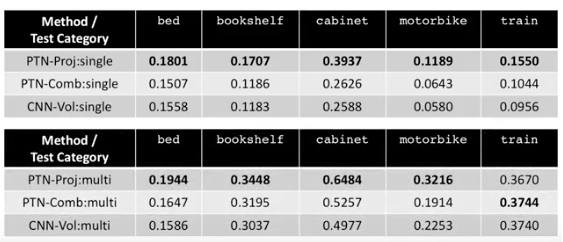 Method / Test Category bed bookshelf cabinet motorbike train
PTN-Proj:single 0.1801 0.1707 0.3937 0.1189 0.1550
PTN-Comb:single 0.1507 0.1186 0.2626 0.0643 0.1044
CNN-Vol:single 0.1558 0.1183 0.2588 0.0580 0.0956
Method / Test Category bed bookshelf cabinet motorbike train
PTN-Proj:multi 0.1944 0.3448 0.6484 0.3216 0.3670
PTN-Comb:multi 0.1647 0.3195 0.5257 0.1914 0.3744
CNN-Vol:multi 0.1586 0.3037 0.4977 0.2253 0.3740